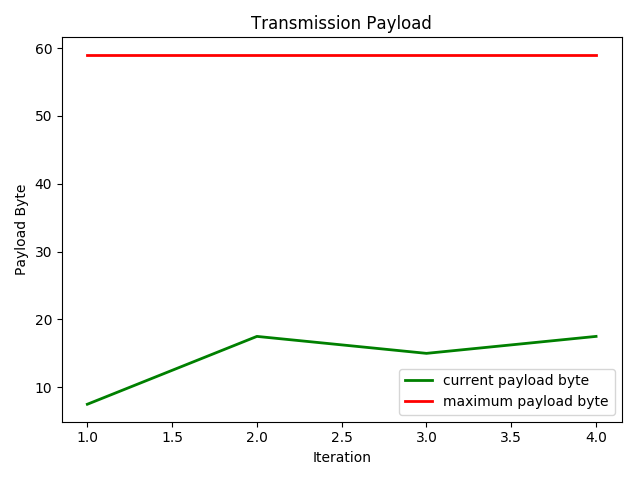 Transmission Payload
60
50
40
30
20
10
Payload Byte
1.0 1.5 2.0 2.5 3.0 3.5 4.0
Iteration
current payload byte
maximum payload byte